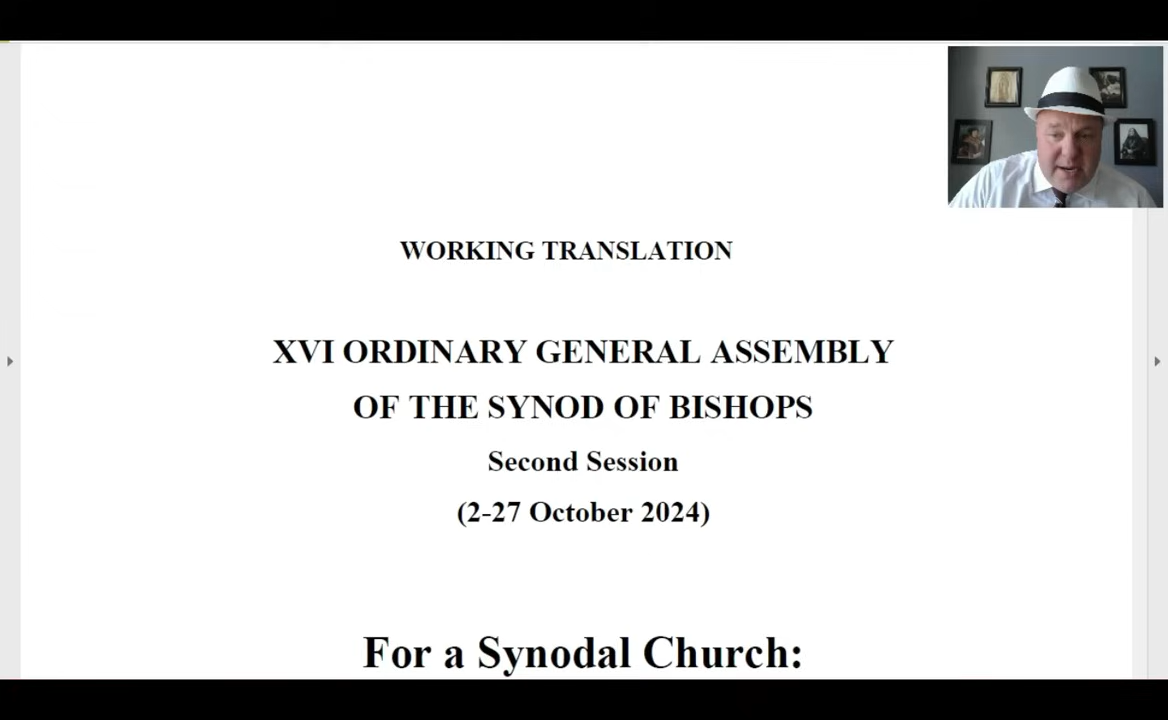 WORKING TRANSLATION
XVI ORDINARY GENERAL ASSEMBLY
OF THE SYNOD OF BISHOPS
Second Session
(2-27 October 2024)
For a Synodal Church: